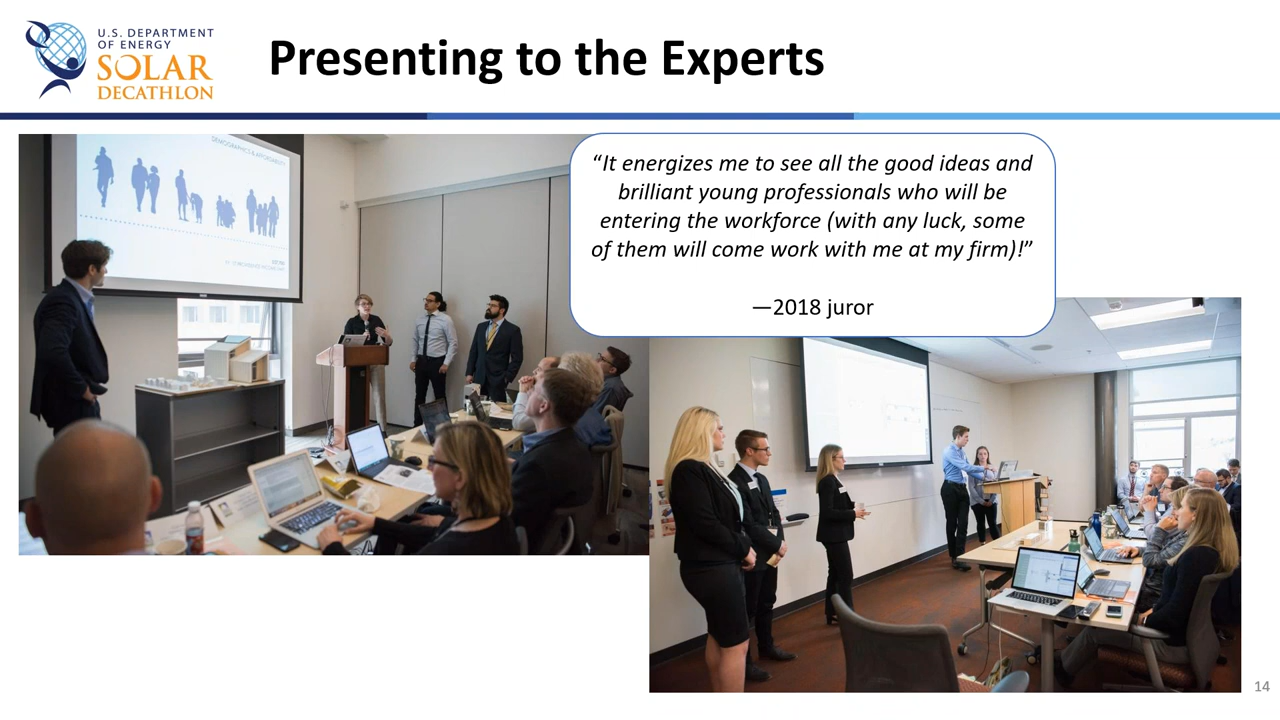 U.S. DEPARTMENT
OF ENERGY
SOLAR
DECATHLON
Presenting to the Experts
DEMOGRAPHICS & AFFORDABILITY
“It energizes me to see all the good ideas and
brilliant young professionals who will be
entering the workforce (with any luck, some
of them will come work with me at my firm)!”
—2018 juror
14